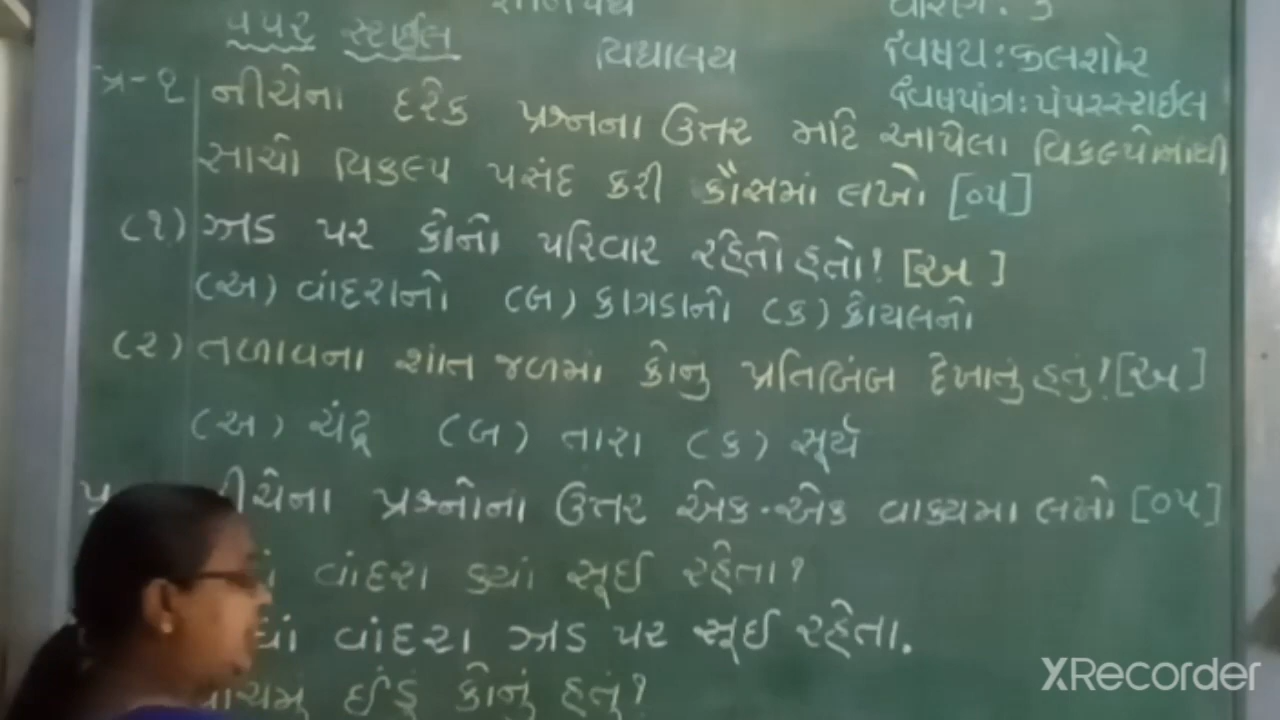 વિદ્યાલય
પેપર સ્ટાઈલ
વિષય: કલશોર
વિષયાંગ: પેપરસ્ટાઈલ
પ્ર-૧ નીચેના દરેક પ્રશ્નના ઉત્તર માટે આપેલા વિકલ્પોમાંથી
સાચો વિકલ્પ પસંદ કરી કૌંસમાં લખો [૦૫]
(૧) ઝાડ પર કોનો પરિવાર રહેતો હતો? [અ]
(અ) વાંદરાનો (બ) કાગડાનો (ક) કોયલનો
(૨) તળાવના શાંત જળમાં કોનું પ્રતિબિંબ દેખાતું હતું? [અ]
(અ) ચંદ્ર (બ) તારા (ક) સૂર્ય
નીચેના પ્રશ્નોના ઉત્તર એક-એક વાક્યમાં લખો [૦૫]
વાંદરા ક્યાં સૂઈ રહેતા?
વાંદરા ઝાડ પર સૂઈ રહેતા.
ઈંડું કોનું હતું?
XRecorder